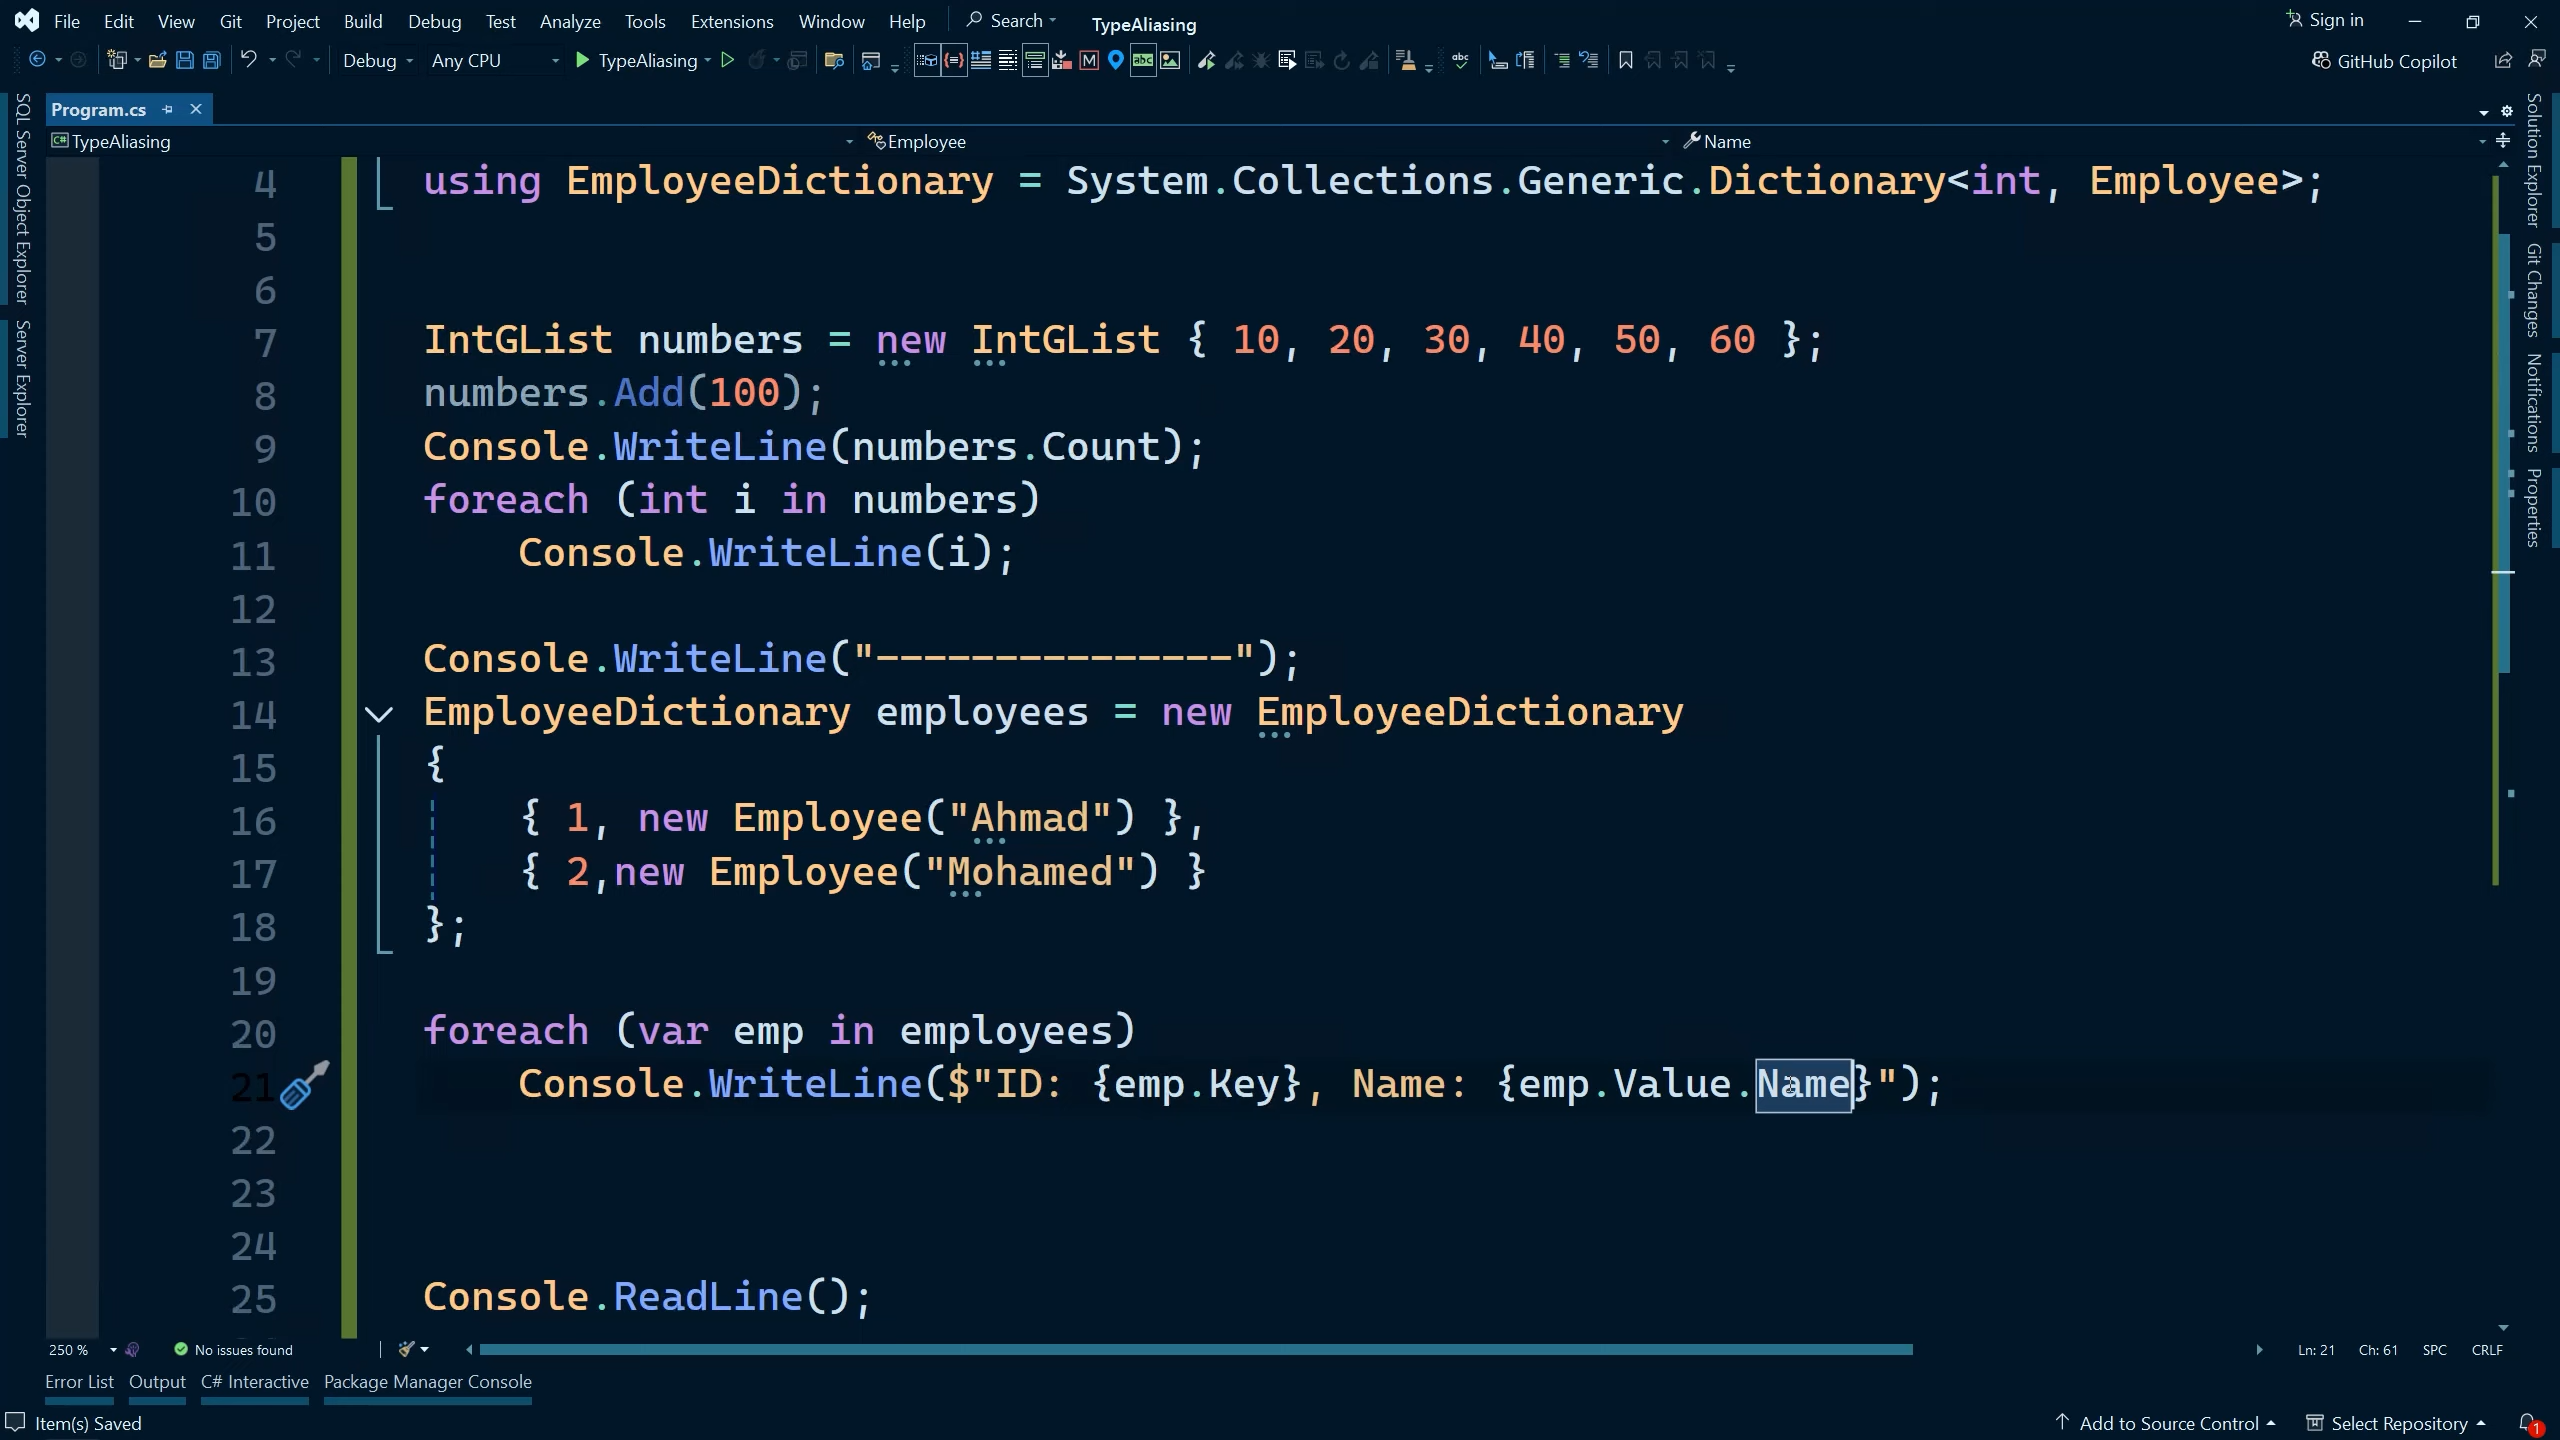 File Edit View Git Project Build Debug Test Analyze Tools Extensions Window Help Search TypeAliasing Sign in
Debug Any CPU TypeAliasing GitHub Copilot
Program.cs
TypeAliasing Employee Name
SQL Server Object Explorer
Server Explorer
4 using EmployeeDictionary = System.Collections.Generic.Dictionary<int, Employee>;
5
6
7 IntGList numbers = new IntGList { 10, 20, 30, 40, 50, 60 };
8 numbers.Add(100);
9 Console.WriteLine(numbers.Count);
10 foreach (int i in numbers)
11 Console.WriteLine(i);
12
13 Console.WriteLine("---------------");
14 EmployeeDictionary employees = new EmployeeDictionary
15 {
16 { 1, new Employee("Ahmad") },
17 { 2,new Employee("Mohamed") }
18 };
19
20 foreach (var emp in employees)
21 Console.WriteLine($"ID: {emp.Key}, Name: {emp.Value.Name}");
22
23
24
25 Console.ReadLine();
Solution Explorer
Git Changes
Notifications
Properties
250 % No issues found Ln: 21 Ch: 61 SPC CRLF
Error List Output C# Interactive Package Manager Console
Item(s) Saved Add to Source Control Select Repository 1